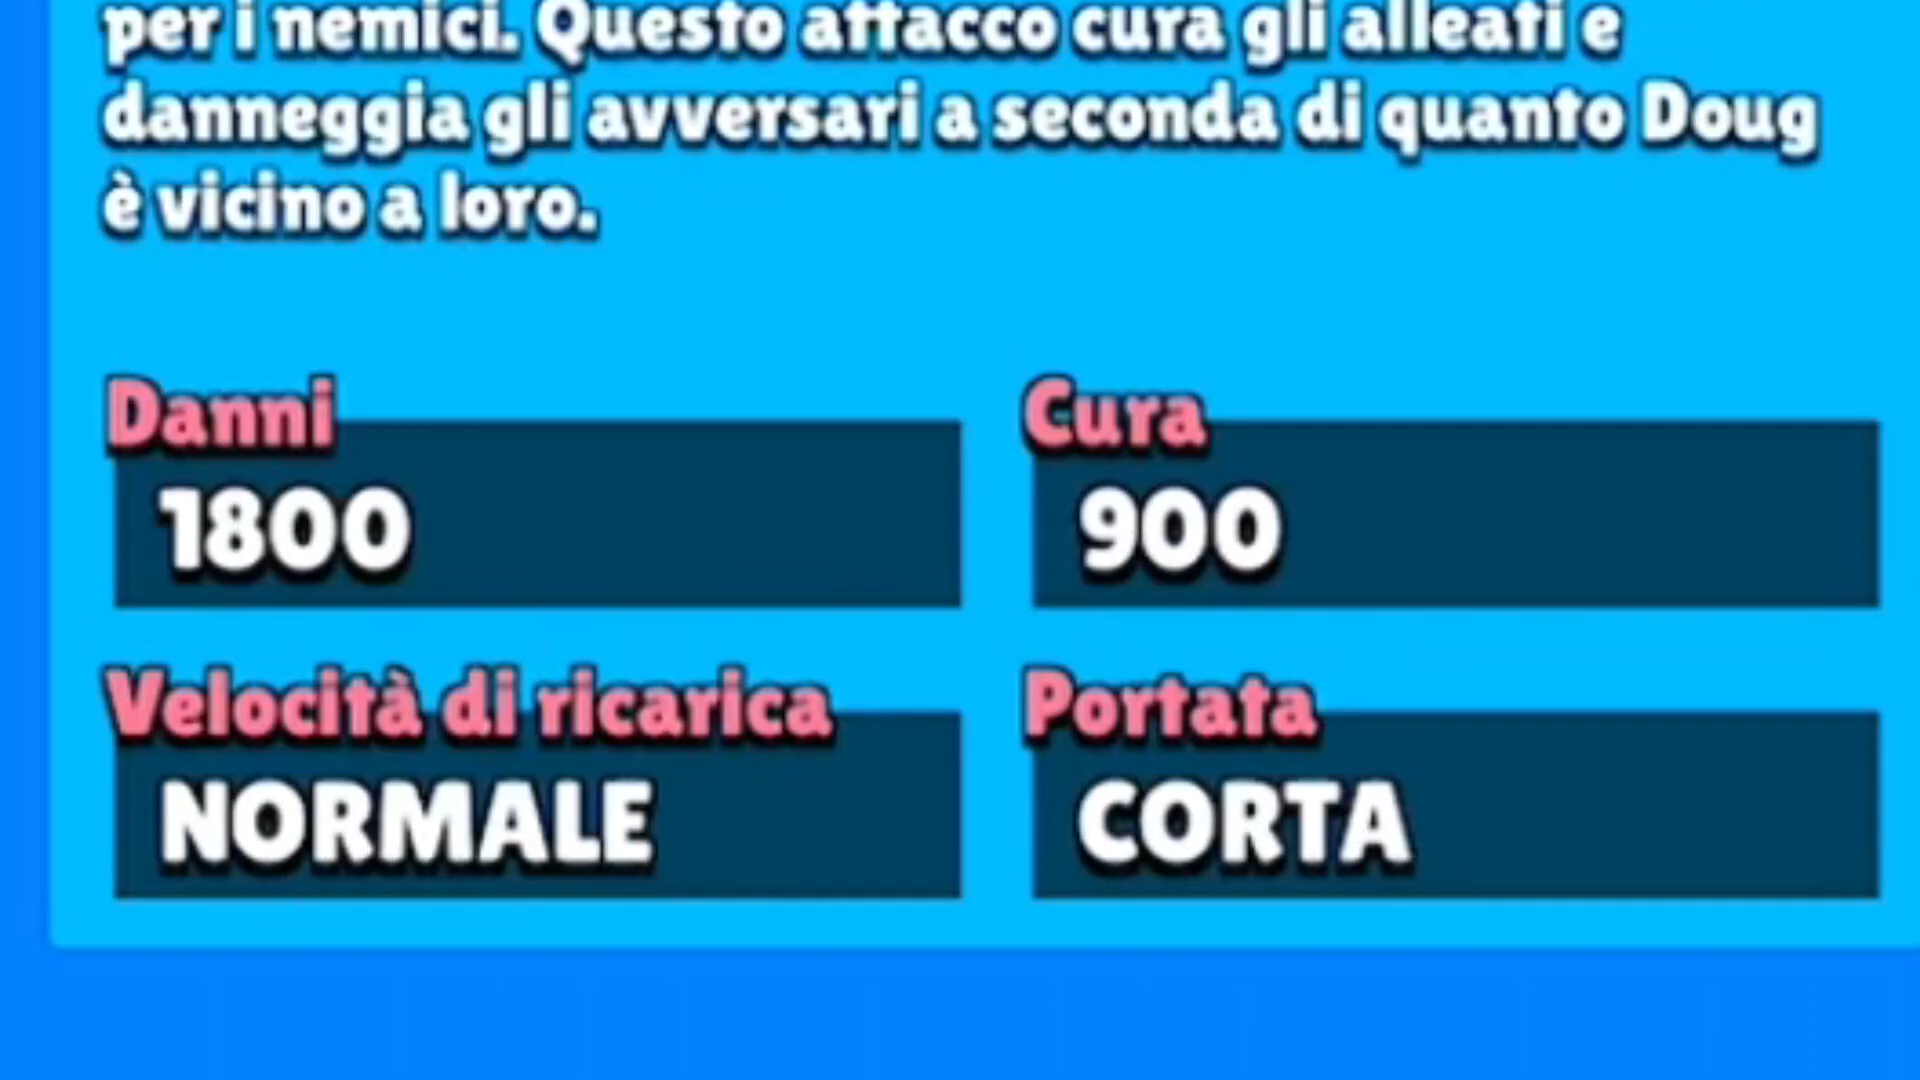 per i nemici. Questo attacco cura gli alleati e
danneggia gli avversari a seconda di quanto Doug
è vicino a loro.
Danni
1800
Cura
900
Velocità di ricarica
NORMALE
Portata
CORTA